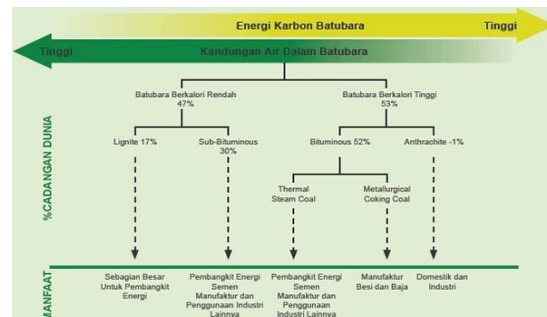 Energi Karbon Batubara
Tinggi
Tinggi
Kandungan Air Dalam Batubara
Batubara Berkalori Rendah
47%
Batubara Berkalori Tinggi
53%
%CADANGAN DUNIA
Lignite 17%
Sub-Bituminous
30%
Bituminous 52%
Anthrachite -1%
Thermal
Steam Coal
Metallurgical
Coking Coal
MANFAAT
Sebagian Besar
Untuk Pembangkit
Energi
Pembangkit Energi
Semen
Manufaktur dan
Penggunaan Industri
Lainnya
Pembangkit Energi
Semen
Manufaktur dan
Penggunaan
Industri Lainnya
Manufaktur
Besi dan Baja
Domestik dan
Industri